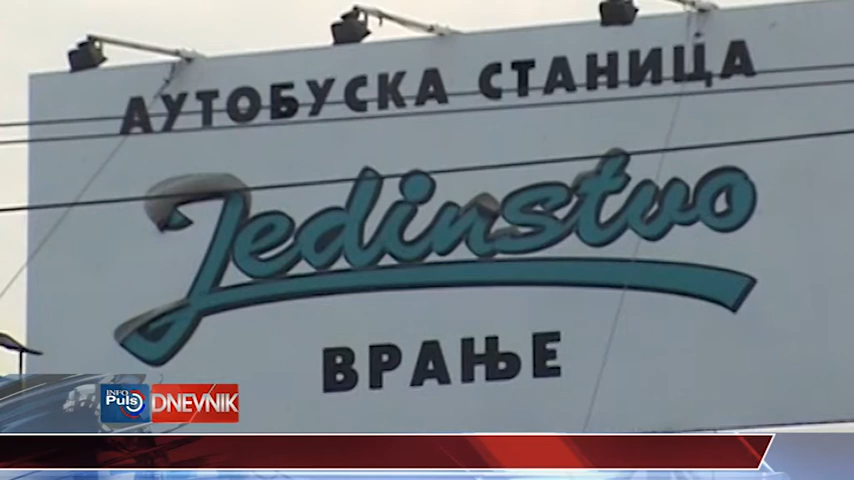 АУТОБУСКА СТАНИЦА
Jedinstvo
ВРАЊЕ
INFO
Puls
DNEVNIK